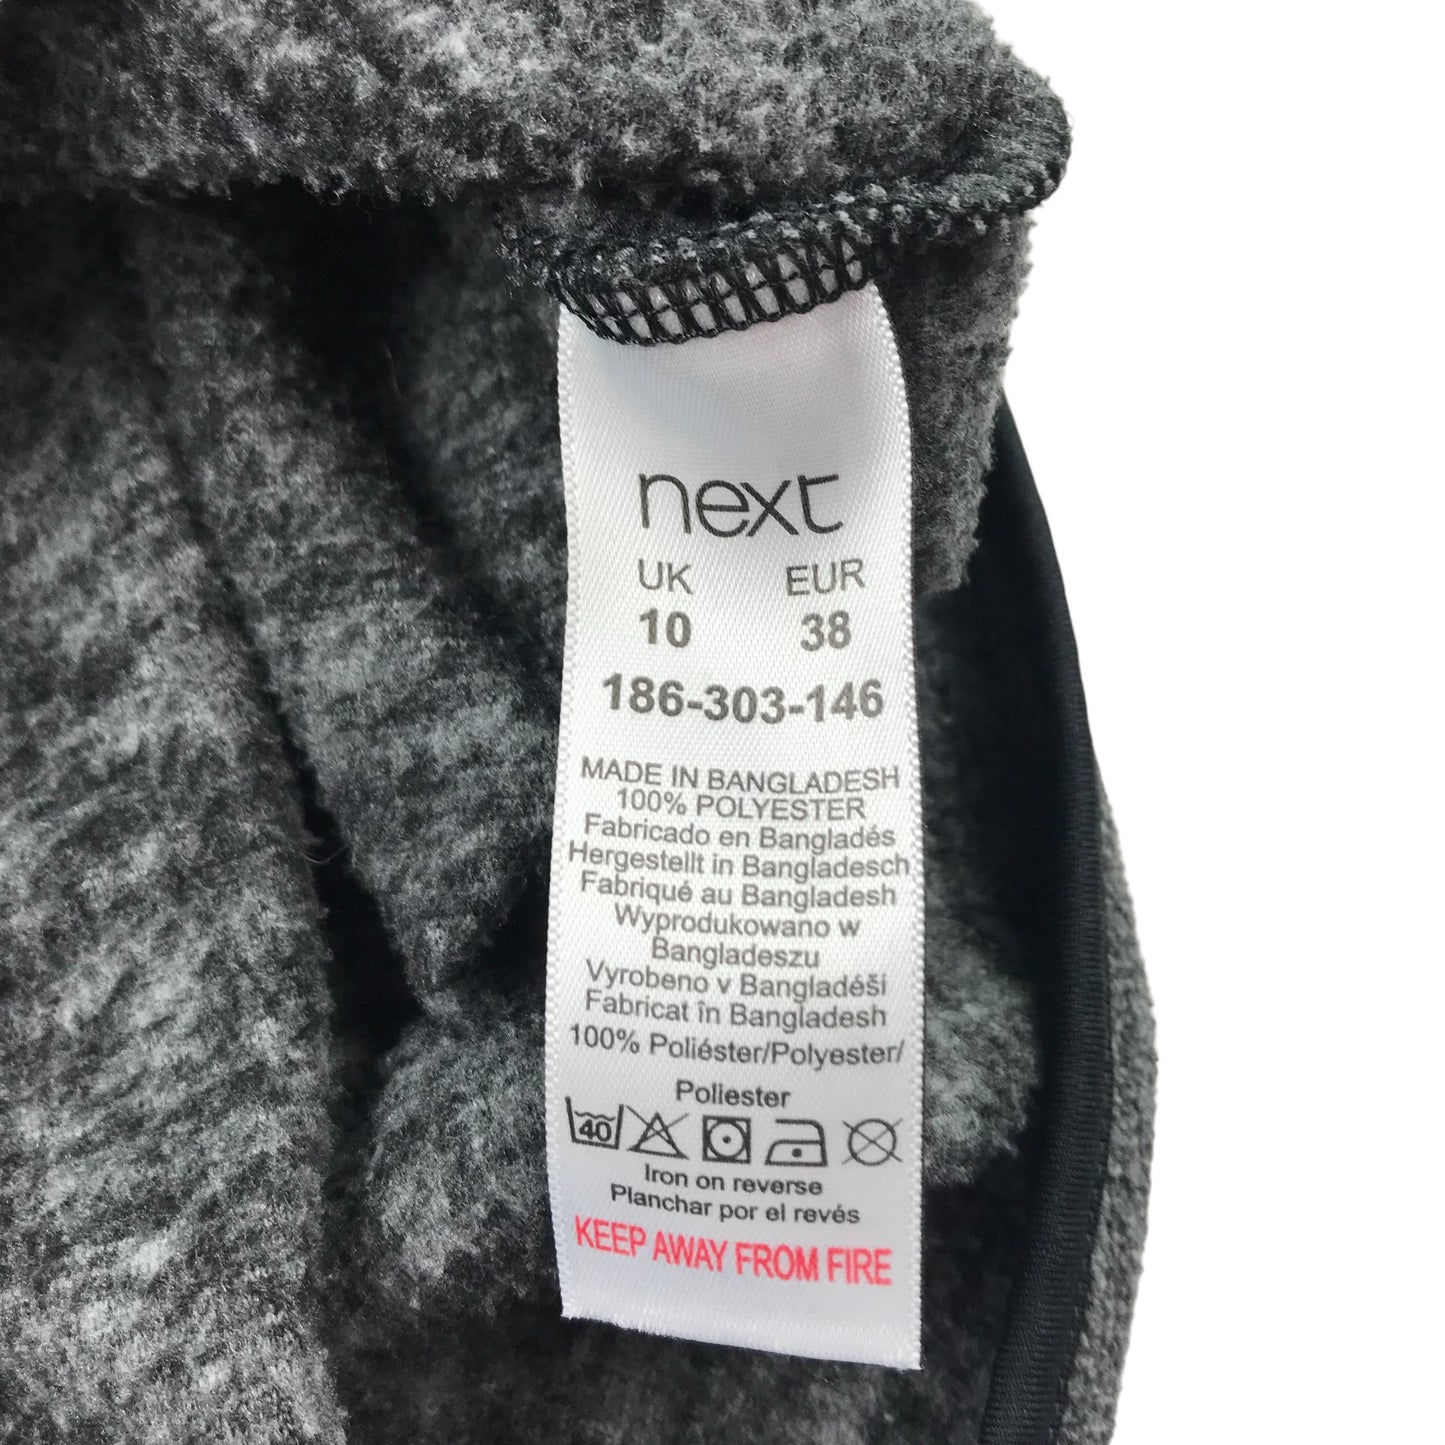 next
UK EUR
10 38
186-303-146
MADE IN BANGLADESH
100% POLYESTER
Fabricado en Bangladés
Hergestellt in Bangladesch
Fabriqué au Bangladesh
Wyprodukowano w
Bangladeszu
Vyrobeno v Bangladéši
Fabricat în Bangladesh
100% Poliéster/Polyester/
Poliester
40
Iron on reverse
Planchar por el revés
KEEP AWAY FROM FIRE